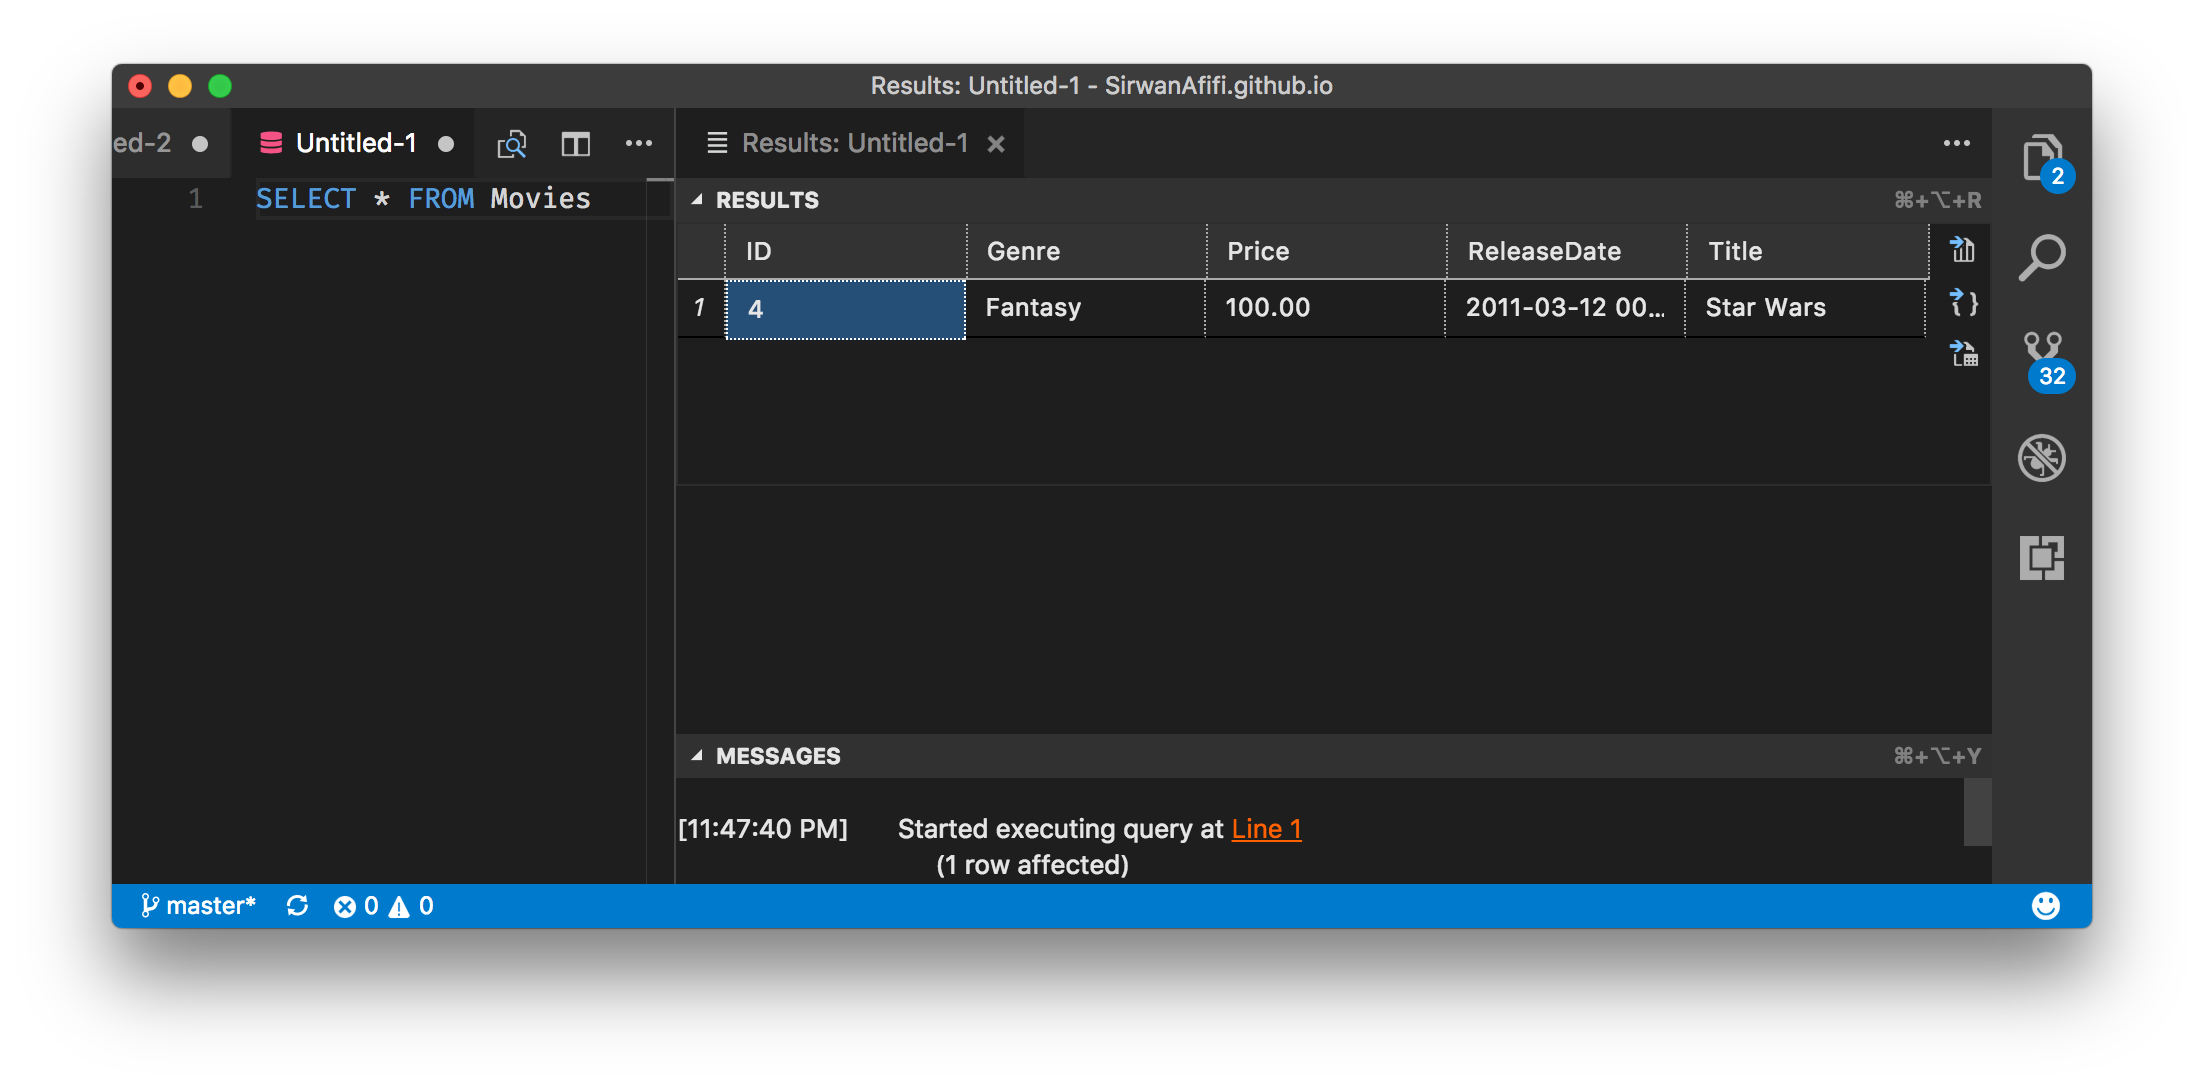 Results: Untitled-1 - SirwanAfifi.github.io
ed-2
Untitled-1
Results: Untitled-1
2
1 SELECT * FROM Movies
RESULTS ⌘+⌥+R
ID Genre Price ReleaseDate Title
1 4 Fantasy 100.00 2011-03-12 00... Star Wars
32
MESSAGES ⌘+⌥+Y
[11:47:40 PM] Started executing query at Line 1
(1 row affected)
master* 0 0